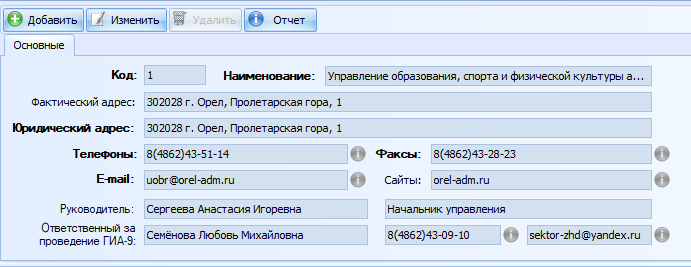 Добавить Изменить Удалить Отчет
Основные
Код: 1 Наименование: Управление образования, спорта и физической культуры а...
Фактический адрес: 302028 г. Орел, Пролетарская гора, 1
Юридический адрес: 302028 г. Орел, Пролетарская гора, 1
Телефоны: 8(4862)43-51-14 Факсы: 8(4862)43-28-23
E-mail: uobr@orel-adm.ru Сайты: orel-adm.ru
Руководитель: Сергеева Анастасия Игоревна Начальник управления
Ответственный за
проведение ГИА-9: Семёнова Любовь Михайловна 8(4862)43-09-10 sektor-zhd@yandex.ru